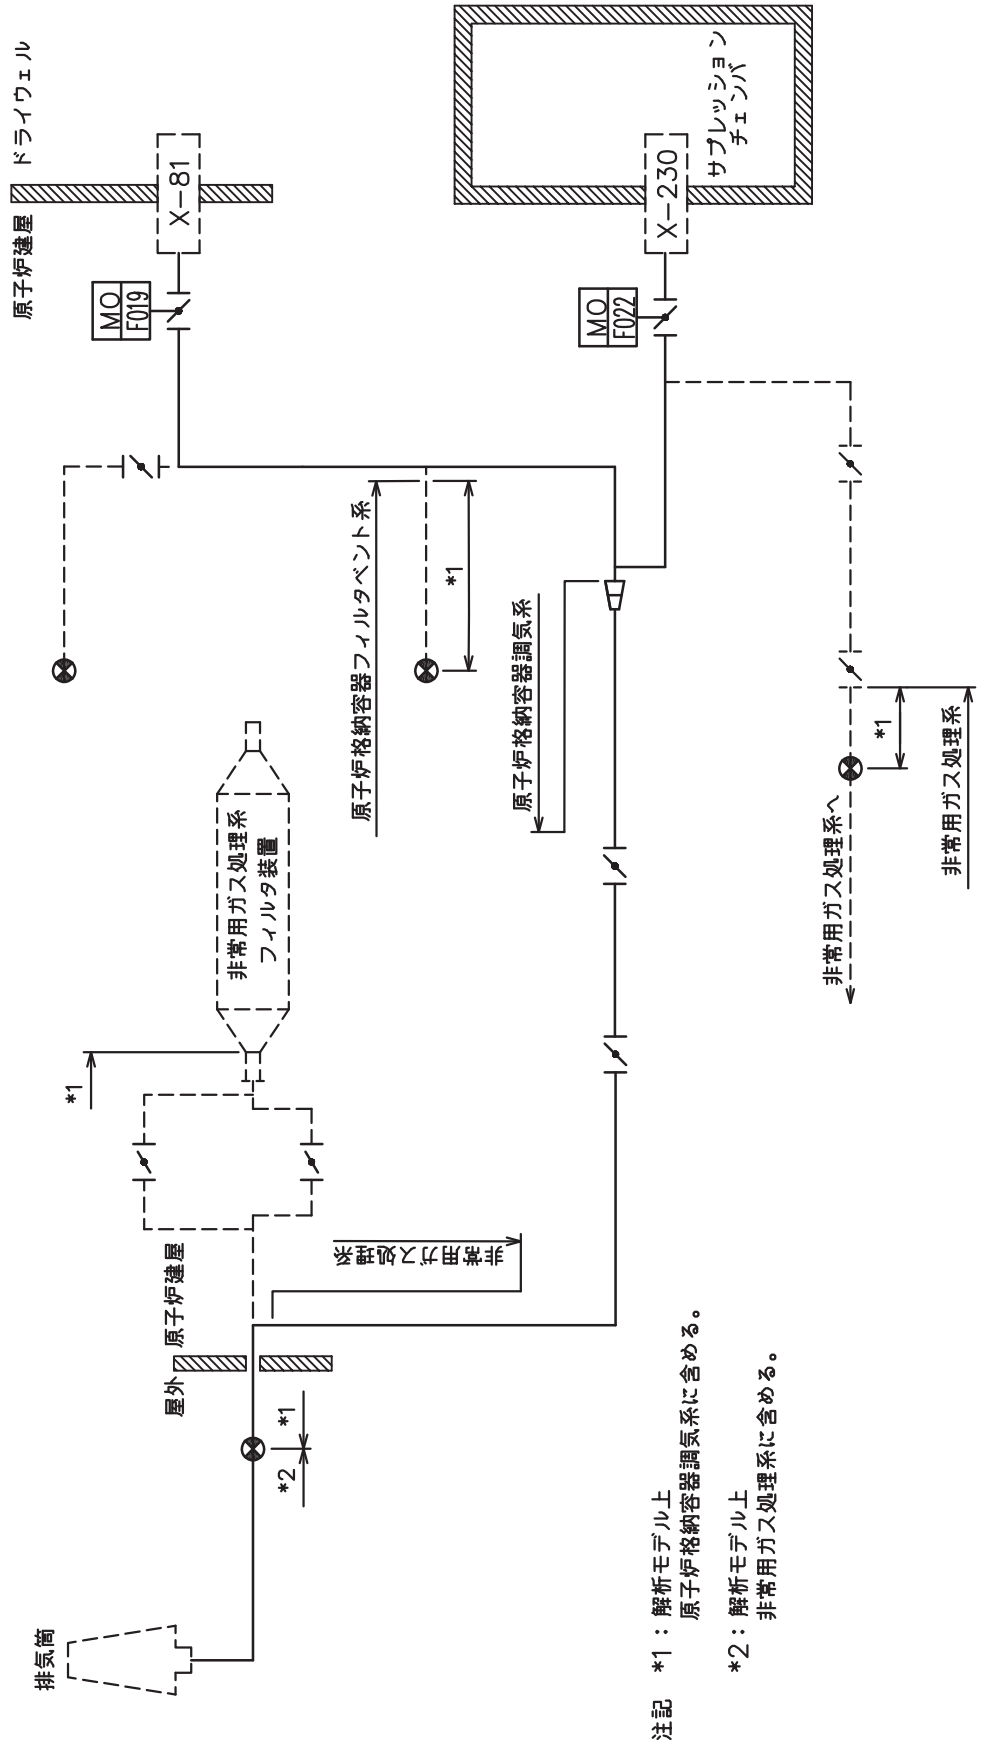 ドライウェル
原子炉建屋
X-81
MO
F019
サプレッション
チェンバ
X-230
MO
F022
原子炉格納容器フィルタベント系
*1
原子炉格納容器調気系
非常用ガス処理系
フィルタ装置
*1
非常用ガス処理系へ
*1
非常用ガス処理系
原子炉建屋
屋外
非常用ガス処理系
*1
*2
排気筒
注記 *1:解析モデル上
原子炉格納容器調気系に含める。
*2:解析モデル上
非常用ガス処理系に含める。